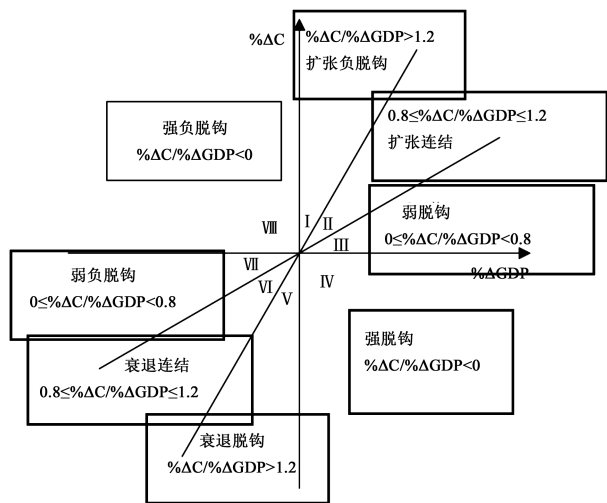 %ΔC
%ΔC/%ΔGDP>1.2
扩张负脱钩
0.8≤%ΔC/%ΔGDP≤1.2
扩张连结
强负脱钩
%ΔC/%ΔGDP<0
弱脱钩
0≤%ΔC/%ΔGDP<0.8
%ΔGDP
Ⅰ
Ⅱ
Ⅲ
Ⅳ
Ⅴ
Ⅵ
Ⅶ
Ⅷ
弱负脱钩
0≤%ΔC/%ΔGDP<0.8
强脱钩
%ΔC/%ΔGDP<0
衰退连结
0.8≤%ΔC/%ΔGDP≤1.2
衰退脱钩
%ΔC/%ΔGDP>1.2